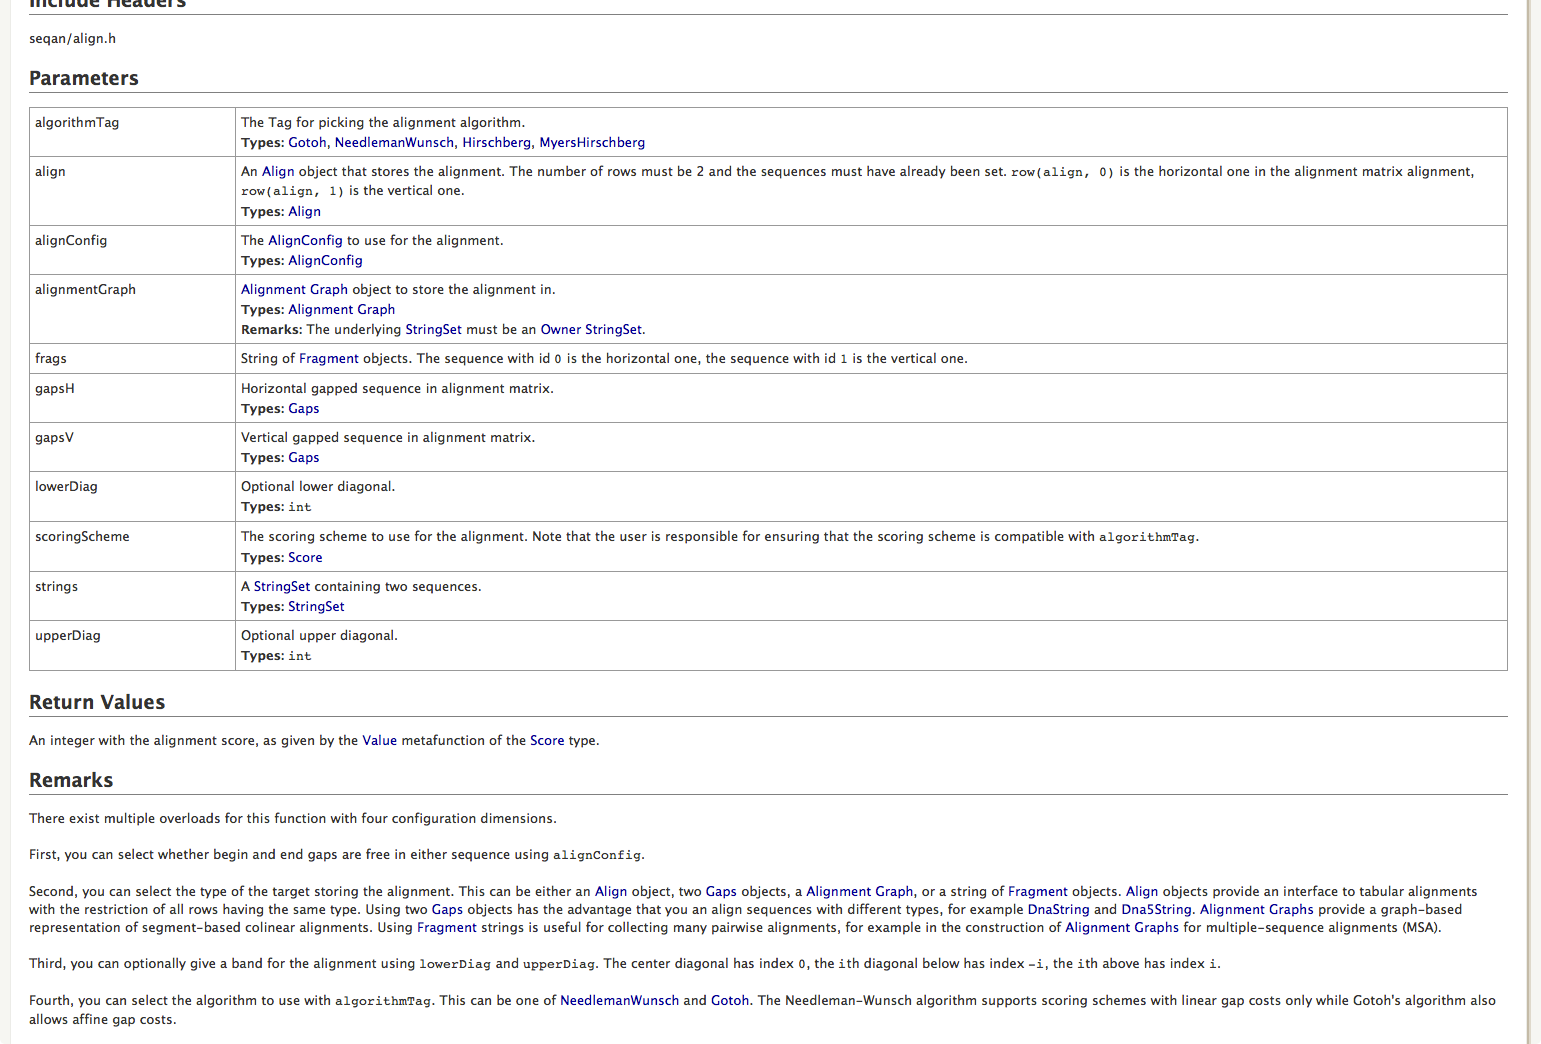 Include Headers
seqan/align.h
Parameters
algorithmTag
The Tag for picking the alignment algorithm.
Types: Gotoh, NeedlemanWunsch, Hirschberg, MyersHirschberg
align
An Align object that stores the alignment. The number of rows must be 2 and the sequences must have already been set. row(align, 0) is the horizontal one in the alignment matrix alignment,
row(align, 1) is the vertical one.
Types: Align
alignConfig
The AlignConfig to use for the alignment.
Types: AlignConfig
alignmentGraph
Alignment Graph object to store the alignment in.
Types: Alignment Graph
Remarks: The underlying StringSet must be an Owner StringSet.
frags
String of Fragment objects. The sequence with id 0 is the horizontal one, the sequence with id 1 is the vertical one.
gapsH
Horizontal gapped sequence in alignment matrix.
Types: Gaps
gapsV
Vertical gapped sequence in alignment matrix.
Types: Gaps
lowerDiag
Optional lower diagonal.
Types: int
scoringScheme
The scoring scheme to use for the alignment. Note that the user is responsible for ensuring that the scoring scheme is compatible with algorithmTag.
Types: Score
strings
A StringSet containing two sequences.
Types: StringSet
upperDiag
Optional upper diagonal.
Types: int
Return Values
An integer with the alignment score, as given by the Value metafunction of the Score type.
Remarks
There exist multiple overloads for this function with four configuration dimensions.
First, you can select whether begin and end gaps are free in either sequence using alignConfig.
Second, you can select the type of the target storing the alignment. This can be either an Align object, two Gaps objects, a Alignment Graph, or a string of Fragment objects. Align objects provide an interface to tabular alignments
with the restriction of all rows having the same type. Using two Gaps objects has the advantage that you an align sequences with different types, for example DnaString and Dna5String. Alignment Graphs provide a graph-based
representation of segment-based colinear alignments. Using Fragment strings is useful for collecting many pairwise alignments, for example in the construction of Alignment Graphs for multiple-sequence alignments (MSA).
Third, you can optionally give a band for the alignment using lowerDiag and upperDiag. The center diagonal has index 0, the ith diagonal below has index -i, the ith above has index i.
Fourth, you can select the algorithm to use with algorithmTag. This can be one of NeedlemanWunsch and Gotoh. The Needleman-Wunsch algorithm supports scoring schemes with linear gap costs only while Gotoh's algorithm also
allows affine gap costs.